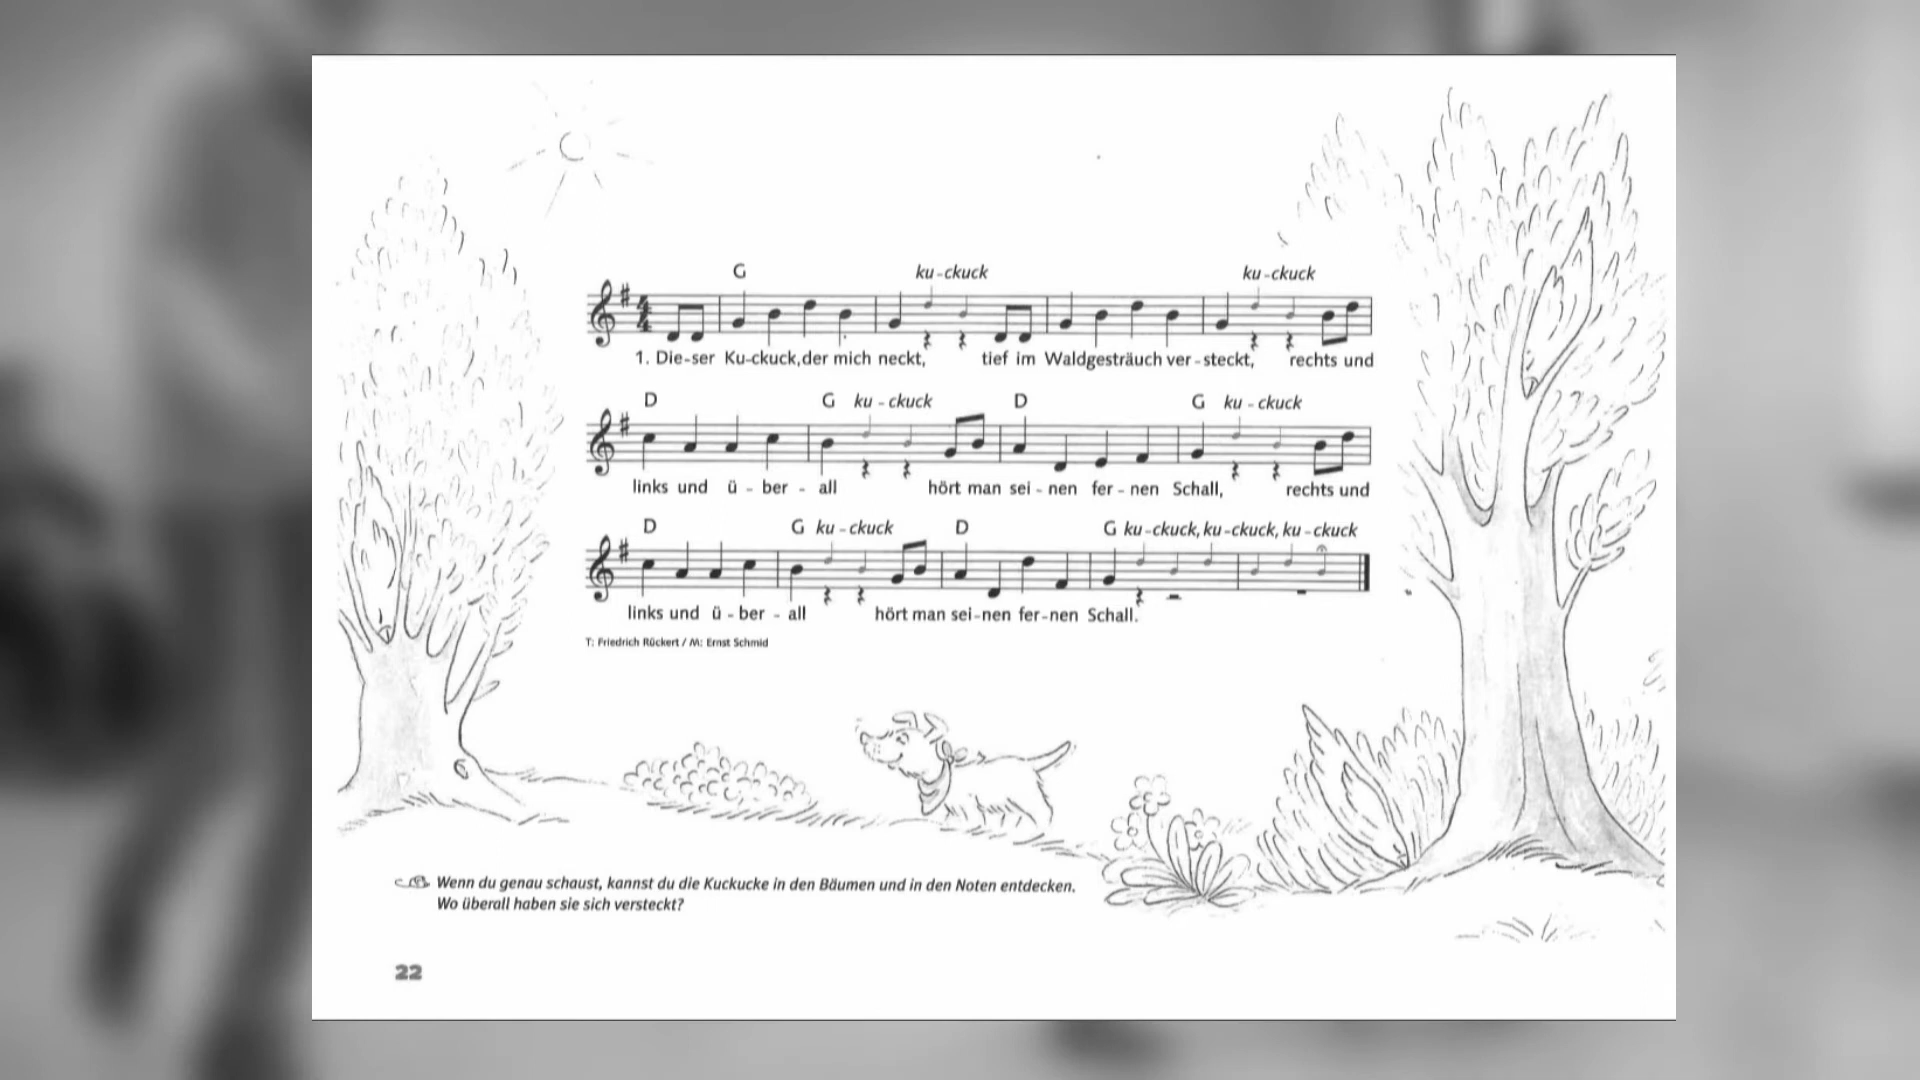 G ku-ckuck ku-ckuck
1. Die-ser Ku-ckuck, der mich neckt, tief im Waldgesträuch ver-steckt, rechts und
D G ku-ckuck D G ku-ckuck
links und ü-ber-all hört man sei-nen fer-nen Schall, rechts und
D G ku-ckuck D G ku-ckuck, ku-ckuck, ku-ckuck
links und ü-ber-all hört man sei-nen fer-nen Schall.
T: Friedrich Rückert / M: Ernst Schmid
Wenn du genau schaust, kannst du die Kuckucke in den Bäumen und in den Noten entdecken.
Wo überall haben sie sich versteckt?
22